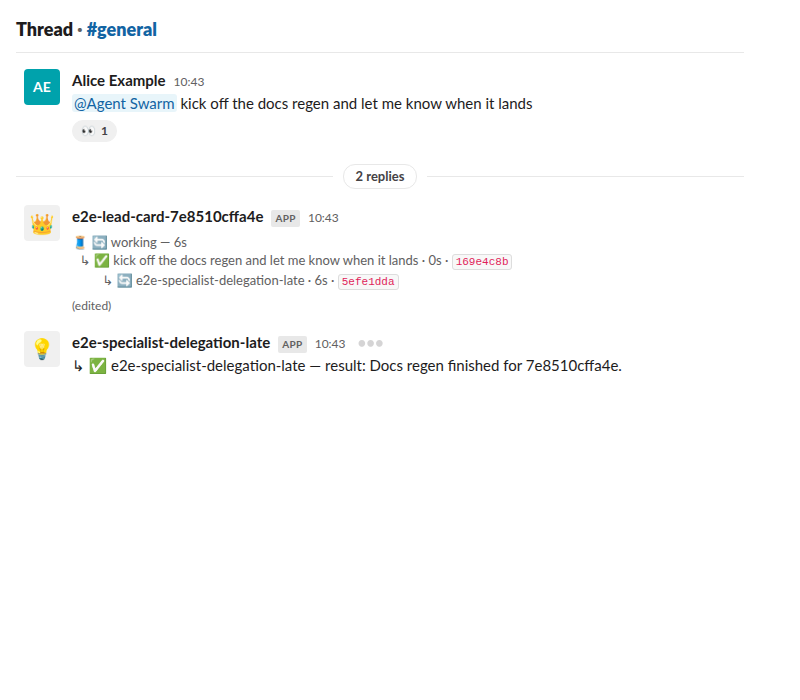 Thread • #general
AE
Alice Example 10:43
@Agent Swarm kick off the docs regen and let me know when it lands
👀 1
2 replies
e2e-lead-card-7e8510cffa4e APP 10:43
🧵 🔄 working — 6s
↳ ✅ kick off the docs regen and let me know when it lands · 0s · 169e4c8b
↳ 🔄 e2e-specialist-delegation-late · 6s · 5efe1dda
(edited)
e2e-specialist-delegation-late APP 10:43
↳ ✅ e2e-specialist-delegation-late — result: Docs regen finished for 7e8510cffa4e.